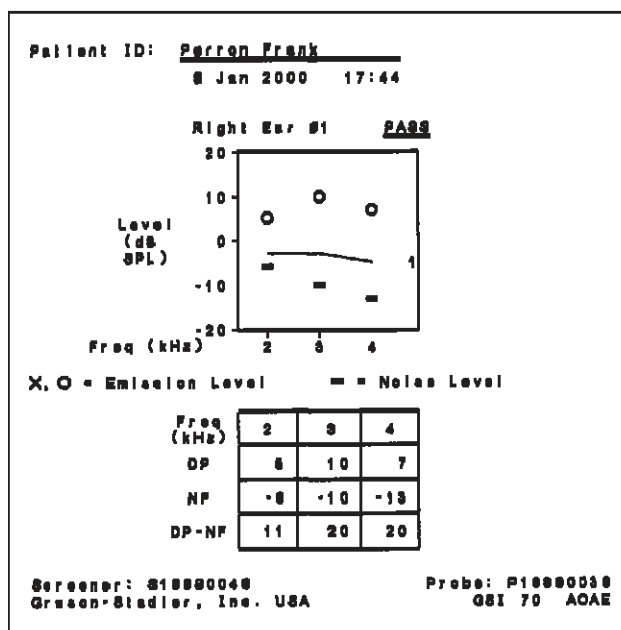 Patient ID: Perron Frank
Jan 2000 17:44
Right Ear #1 PASS
20
10
Level
(dB
SPL)
0
1
-10
-20
2 3 4
Freq (kHz)
X, O = Emission Level - = Noise Level
Freq
(kHz)
2 3 4
DP 5 10 7
NF -6 -10 -13
DP-NF 11 20 20
Screener:
Probe:
Grason-Stadler, Inc. USA
GSI 70 AOAE